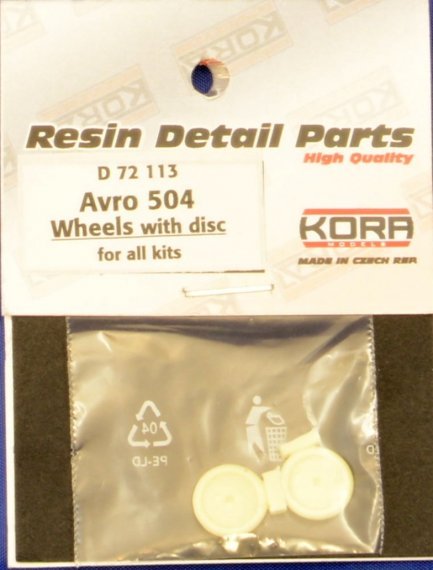 Resin Detail Parts
High Quality
D 72 113
Avro 504
Wheels with disc
for all kits
KORA
MODELS
MADE IN CZECH REP.
04
PE-LD